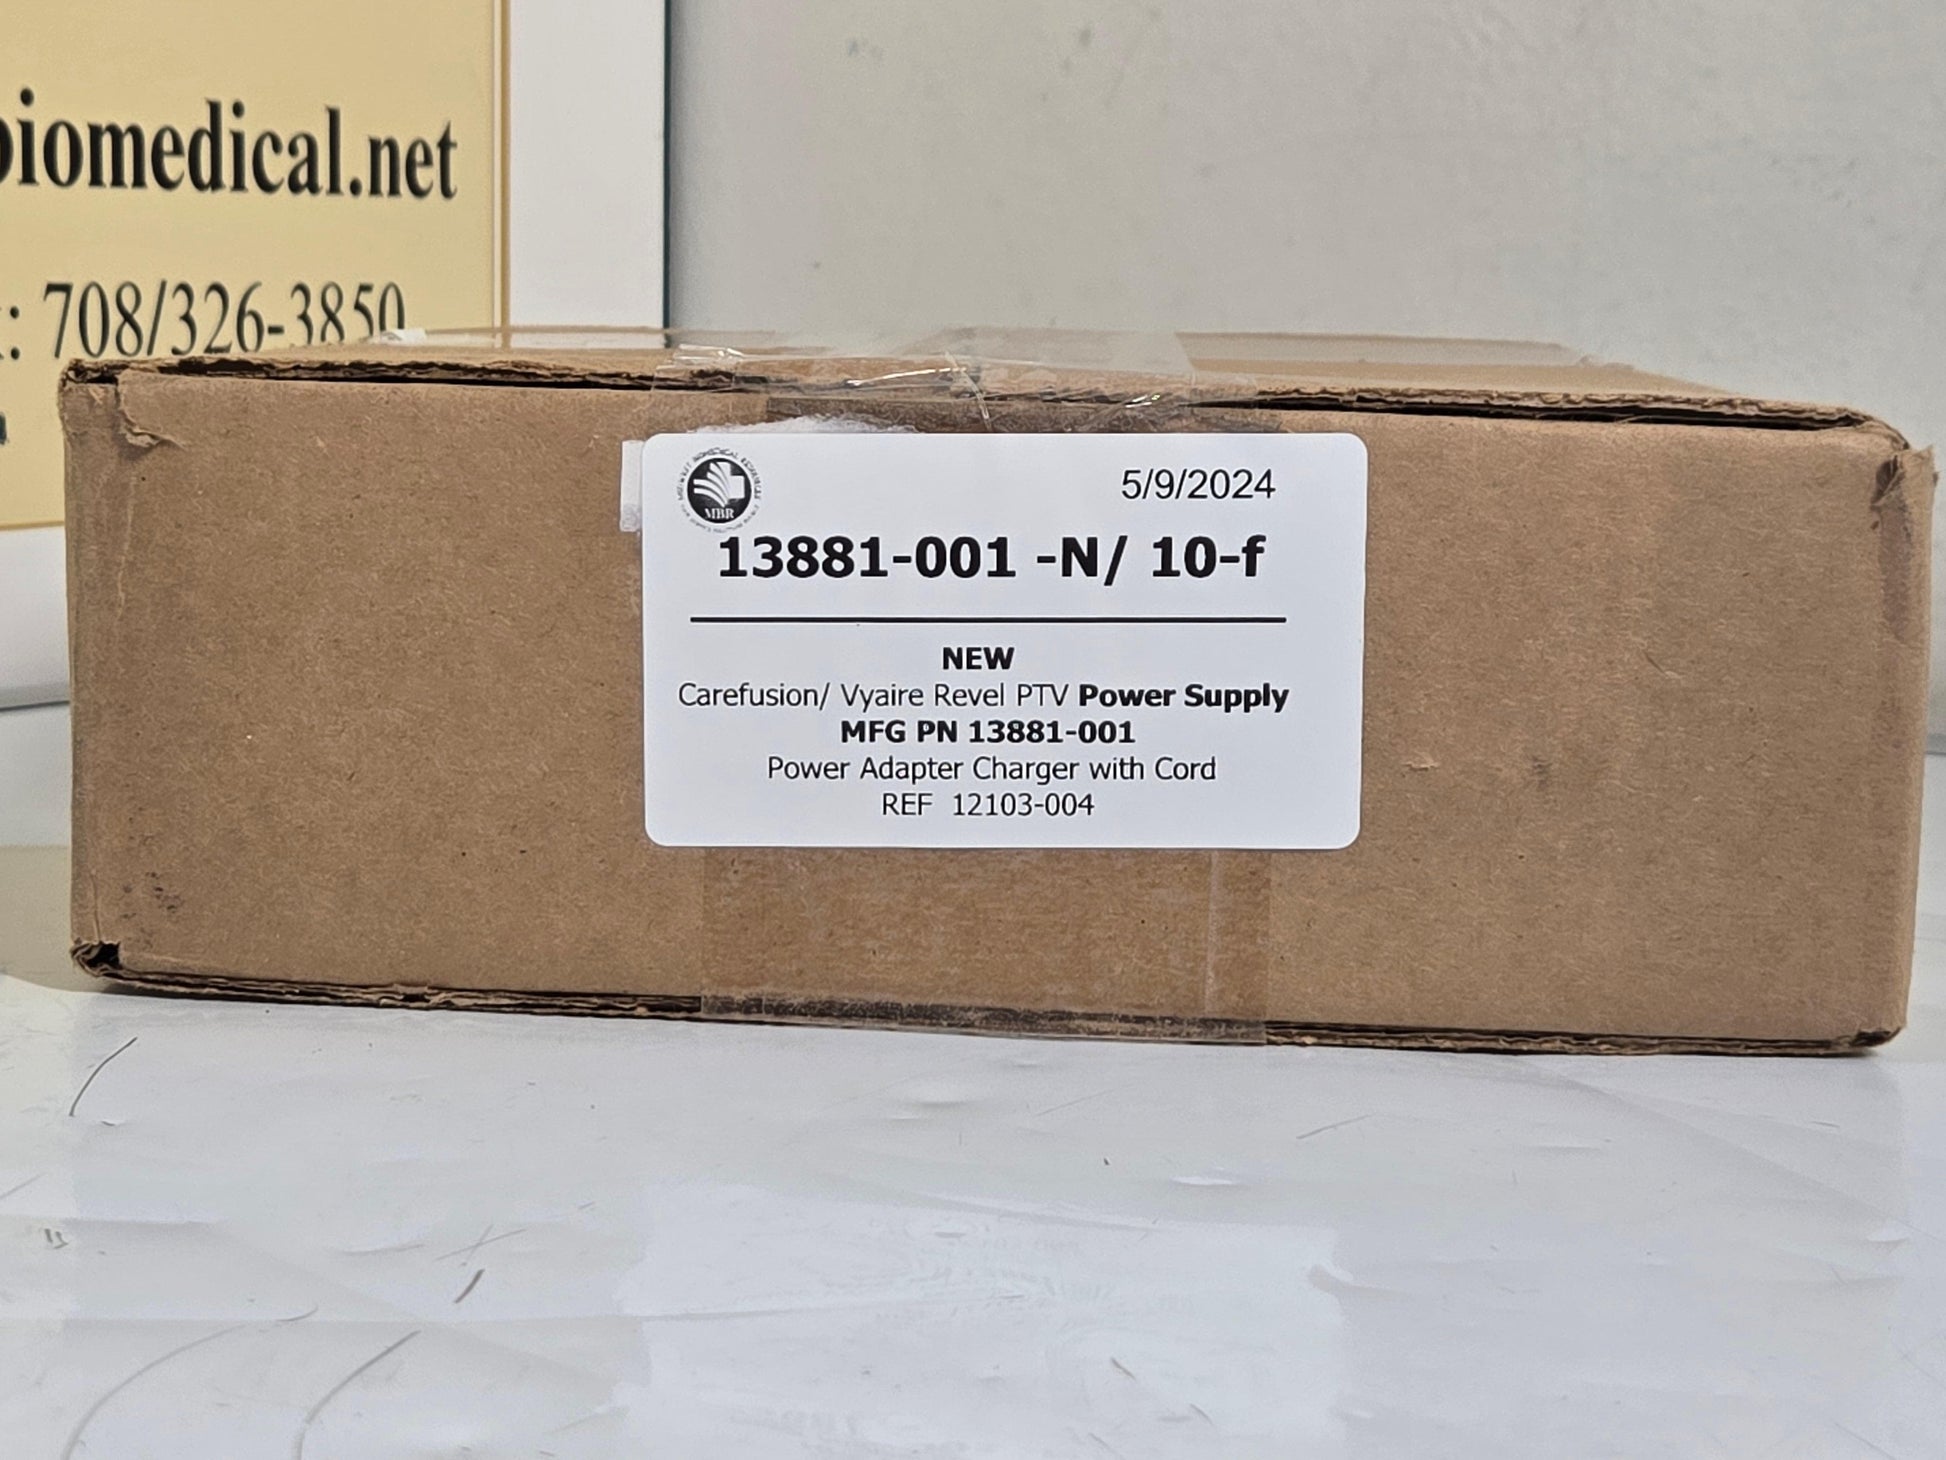 biomedical.net
: 708/326-3850
MBR
5/9/2024
13881-001 -N/ 10-f
NEW
Carefusion/ Vyaire Revel PTV Power Supply
MFG PN 13881-001
Power Adapter Charger with Cord
REF 12103-004